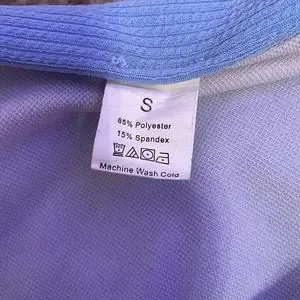 S
85% Polyester
15% Spandex
Machine Wash Cold